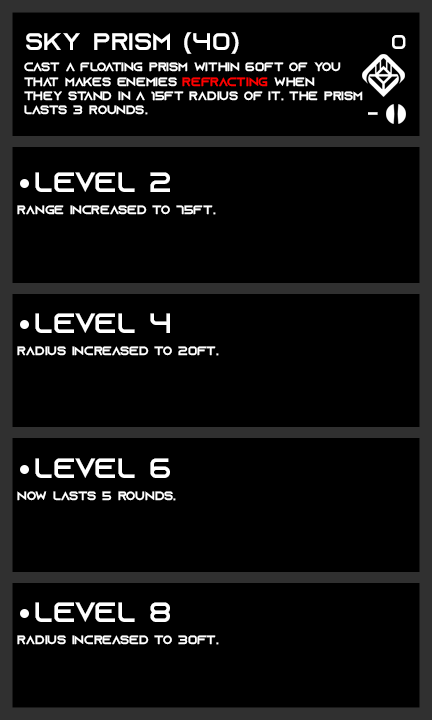 SKY PRISM (40)
0
CAST A FLOATING PRISM WITHIN 60FT OF YOU
THAT MAKES ENEMIES REFRACTING WHEN
THEY STAND IN A 15FT RADIUS OF IT. THE PRISM
LASTS 3 ROUNDS.
-
•LEVEL 2
RANGE INCREASED TO 75FT.
•LEVEL 4
RADIUS INCREASED TO 20FT.
•LEVEL 6
NOW LASTS 5 ROUNDS.
•LEVEL 8
RADIUS INCREASED TO 30FT.